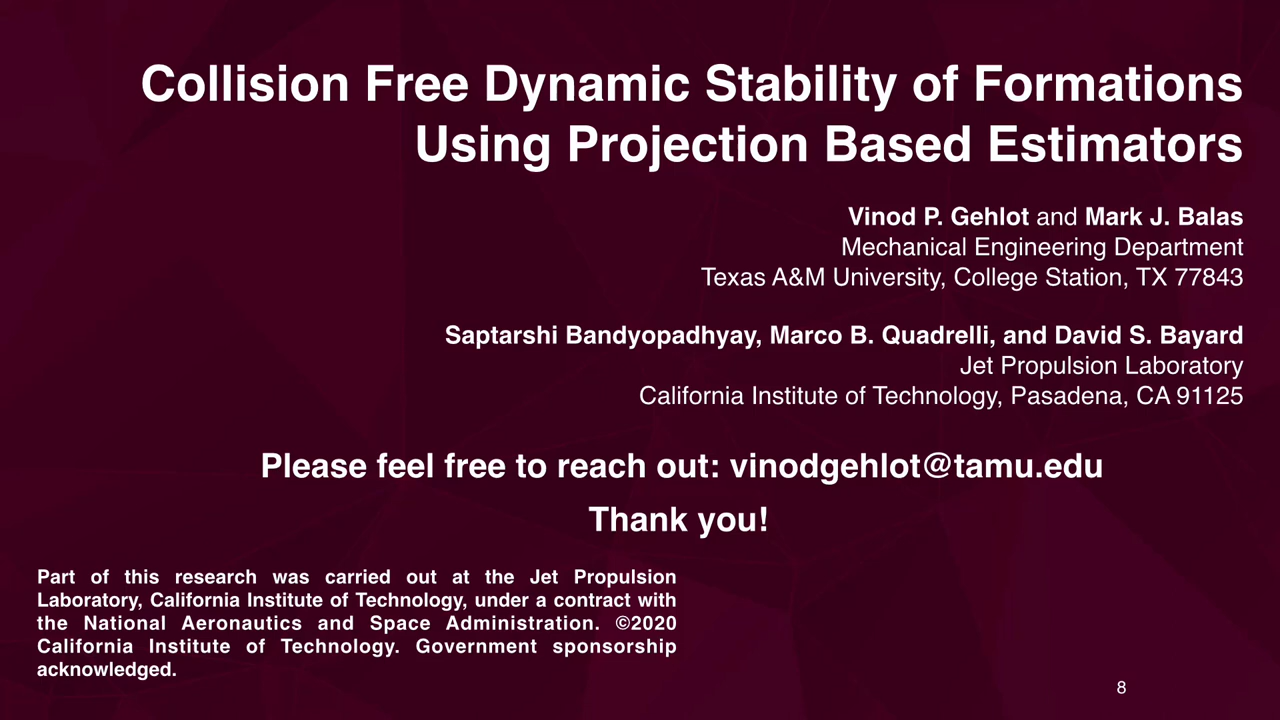 Collision Free Dynamic Stability of Formations
Using Projection Based Estimators
Vinod P. Gehlot and Mark J. Balas
Mechanical Engineering Department
Texas A&M University, College Station, TX 77843
Saptarshi Bandyopadhyay, Marco B. Quadrelli, and David S. Bayard
Jet Propulsion Laboratory
California Institute of Technology, Pasadena, CA 91125
Please feel free to reach out: vinodgehlot@tamu.edu
Thank you!
Part of this research was carried out at the Jet Propulsion
Laboratory, California Institute of Technology, under a contract with
the National Aeronautics and Space Administration. ©2020
California Institute of Technology. Government sponsorship
acknowledged.
8